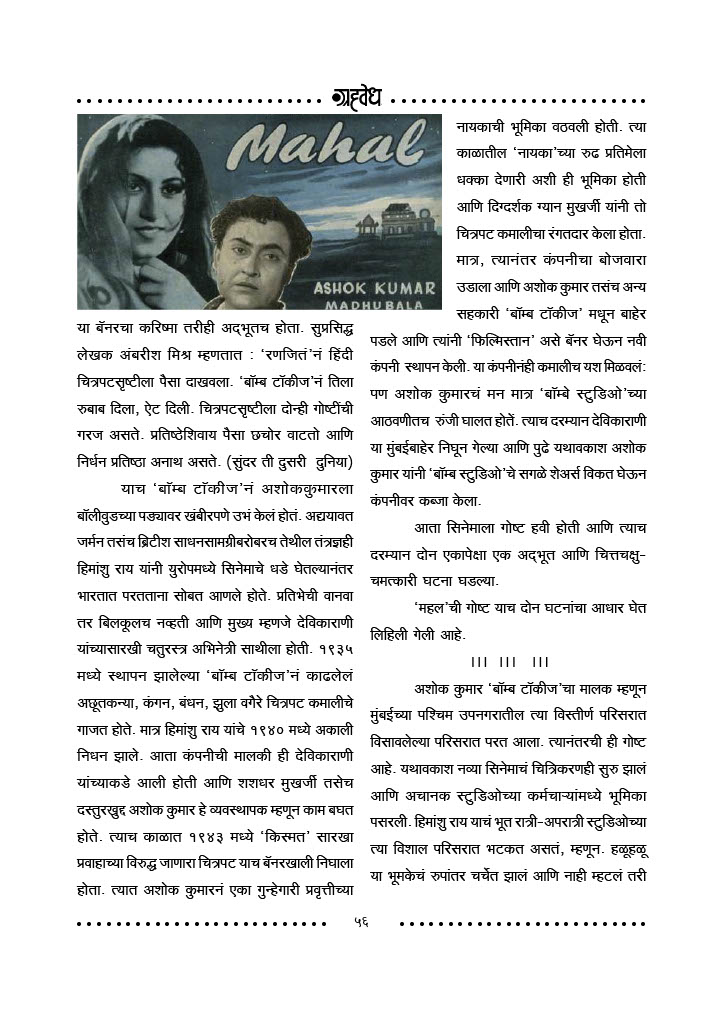 ग्रहवेध
Mahal
ASHOK KUMAR
MADHUBALA
या बॅनरचा करिष्मा तरीही अद्‌भूतच होता. सुप्रसिद्ध
लेखक अंबरीश मिश्र म्हणतात : ‘रणजित’नं हिंदी
चित्रपटसृष्टीला पैसा दाखवला. ‘बॉम्ब टॉकीज’नं तिला
रुबाब दिला, ऐट दिली. चित्रपटसृष्टीला दोन्ही गोष्टींची
गरज असते. प्रतिष्ठेशिवाय पैसा छचोर वाटतो आणि
निर्धन प्रतिष्ठा अनाथ असते. (सुंदर ती दुसरी दुनिया)
याच ‘बॉम्ब टॉकीज’नं अशोककुमारला
बॉलीवुडच्या पड्यावर खंबीरपणे उभं केलं होतं. अद्ययावत
जर्मन तसंच ब्रिटीश साधनसामग्रीबरोबरच तेथील तंत्रज्ञही
हिमांशु राय यांनी युरोपमध्ये सिनेमाचे धडे घेतल्यानंतर
भारतात परतताना सोबत आणले होते. प्रतिभेची वानवा
तर बिलकूलच नव्हती आणि मुख्य म्हणजे देविकाराणी
यांच्यासारखी चतुरस्त्र अभिनेत्री साथीला होती. १९३५
मध्ये स्थापन झालेल्या ‘बॉम्ब टॉकीज’नं काढलेलं
अछूतकन्या, कंगन, बंधन, झुला वगैरे चित्रपट कमालीचे
गाजत होते. मात्र हिमांशु राय यांचे १९४० मध्ये अकाली
निधन झाले. आता कंपनीची मालकी ही देविकाराणी
यांच्याकडे आली होती आणि शशधर मुखर्जी तसेच
दस्तुरखुद्द अशोक कुमार हे व्यवस्थापक म्हणून काम बघत
होते. त्याच काळात १९४३ मध्ये ‘किस्मत’ सारखा
प्रवाहाच्या विरुद्ध जाणारा चित्रपट याच बॅनरखाली निघाला
होता. त्यात अशोक कुमारनं एका गुन्हेगारी प्रवृत्तीच्या
नायकाची भूमिका वठवली होती. त्या
काळातील ‘नायका’च्या रुढ प्रतिमेला
धक्का देणारी अशी ही भूमिका होती
आणि दिग्दर्शक ग्यान मुखर्जी यांनी तो
चित्रपट कमालीचा रंगतदार केला होता.
मात्र, त्यानंतर कंपनीचा बोजवारा
उडाला आणि अशोक कुमार तसंच अन्य
सहकारी ‘बॉम्ब टॉकीज’ मधून बाहेर
पडले आणि त्यांनी ‘फिल्मिस्तान’ असे बॅनर घेऊन नवी
कंपनी स्थापन केली. या कंपनीनंही कमालीच यश मिळवलं:
पण अशोक कुमारचं मन मात्र ‘बॉम्बे स्टुडिओ’च्या
आठवणीतच रुंजी घालत होतें. त्याच दरम्यान देविकाराणी
या मुंबईबाहेर निघून गेल्या आणि पुढे यथावकाश अशोक
कुमार यांनी ‘बॉम्ब स्टुडिओ’चे सगळे शेअर्स विकत घेऊन
कंपनीवर कब्जा केला.
आता सिनेमाला गोष्ट हवी होती आणि त्याच
दरम्यान दोन एकापेक्षा एक अद्‌भूत आणि चित्तचक्षु-
चमत्कारी घटना घडल्या.
‘महल’ची गोष्ट याच दोन घटनांचा आधार घेत
लिहिली गेली आहे.
।।। ।।। ।।।
अशोक कुमार ‘बॉम्ब टॉकीज’चा मालक म्हणून
मुंबईच्या पश्चिम उपनगरातील त्या विस्तीर्ण परिसरात
विसावलेल्या परिसरात परत आला. त्यानंतरची ही गोष्ट
आहे. यथावकाश नव्या सिनेमाचं चित्रिकरणही सुरु झालं
आणि अचानक स्टुडिओच्या कर्मचाऱ्यांमध्ये भूमिका
पसरली. हिमांशु राय याचं भूत रात्री-अपरात्री स्टुडिओच्या
त्या विशाल परिसरात भटकत असतं, म्हणून. हळूहळू
या भूमकेचं रुपांतर चर्चेत झालं आणि नाही म्हटलं तरी
५६